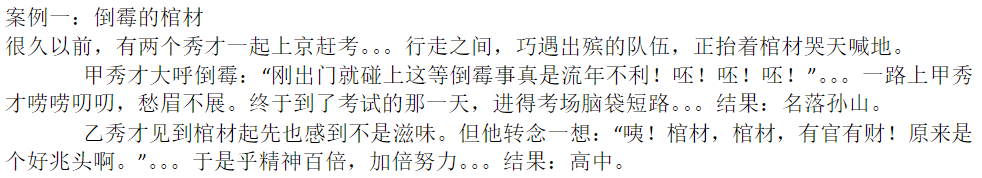 案例一：倒霉的棺材
很久以前，有两个秀才一起上京赶考。。。行走之间，巧遇出殡的队伍，正抬着棺材哭天喊地。
甲秀才大呼倒霉：“刚出门就碰上这等倒霉事真是流年不利！呸！呸！呸！”。。。一路上甲秀
才唠唠叨叨，愁眉不展。终于到了考试的那一天，进得考场脑袋短路。。。结果：名落孙山。
乙秀才见到棺材起先也感到不是滋味。但他转念一想：“咦！棺材，棺材，有官有财！原来是
个好兆头啊。”。。。于是乎精神百倍，加倍努力。。。结果：高中。